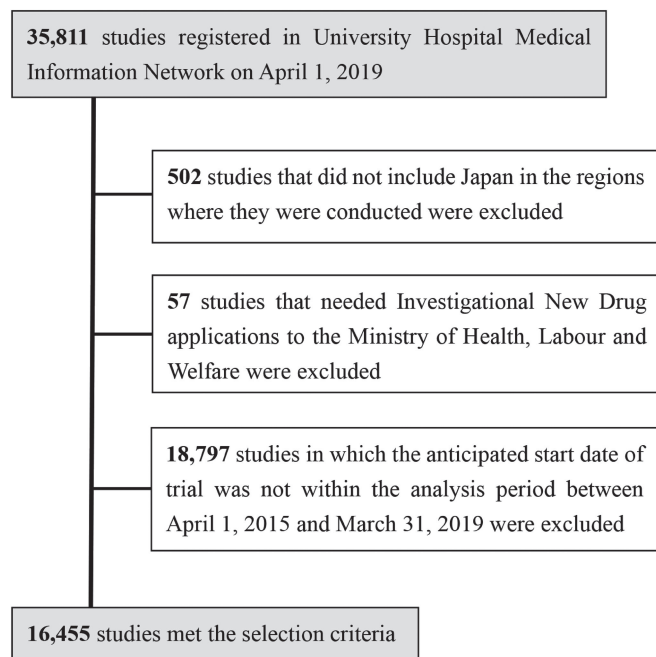 35,811 studies registered in University Hospital Medical
Information Network on April 1, 2019
502 studies that did not include Japan in the regions
where they were conducted were excluded
57 studies that needed Investigational New Drug
applications to the Ministry of Health, Labour and
Welfare were excluded
18,797 studies in which the anticipated start date of
trial was not within the analysis period between
April 1, 2015 and March 31, 2019 were excluded
16,455 studies met the selection criteria